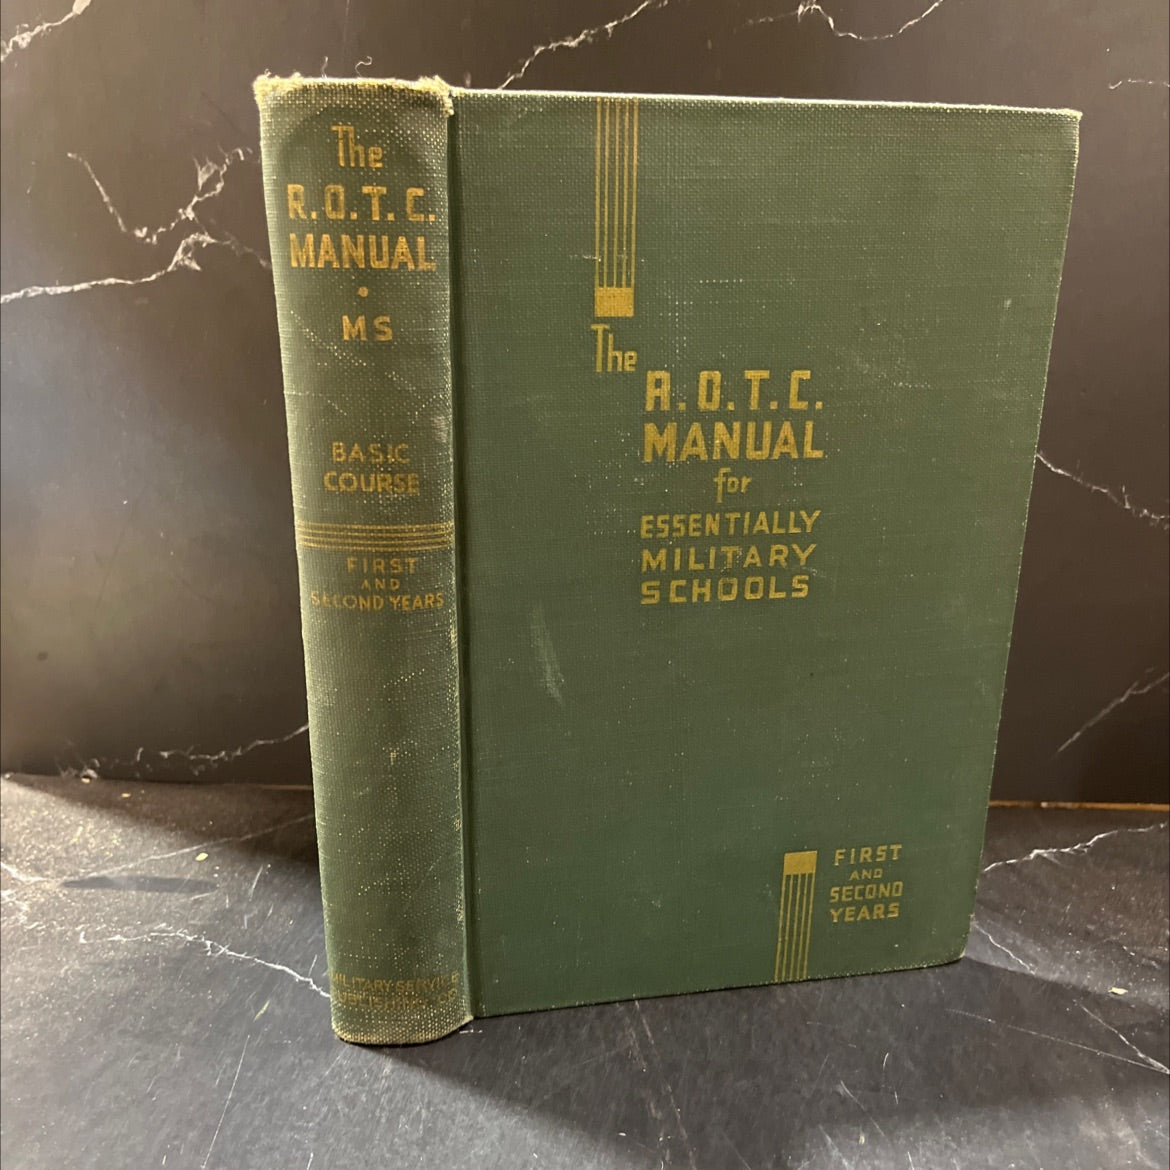 The
R.O.T.C.
MANUAL
•
MS
BASIC
COURSE
FIRST
AND
SECOND YEARS
MILITARY SERVICE
PUBLISHING CO
The
R.O.T.C.
MANUAL
for
ESSENTIALLY
MILITARY
SCHOOLS
FIRST
AND
SECOND
YEARS